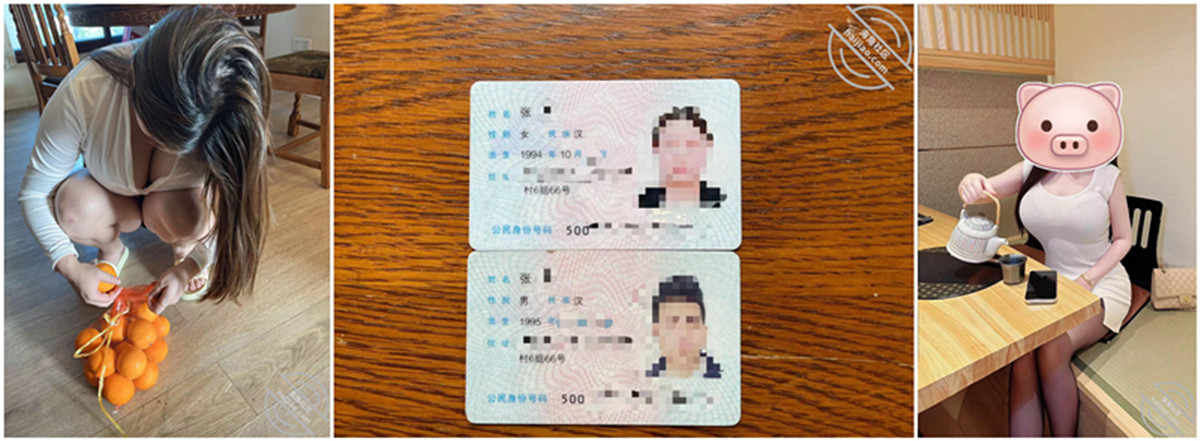 海角社区
haijiao.com
姓名 张
性别 女 民族 汉
出生 1994 年 10 月 日
住址
村6组66号
公民身份号码 500
姓名 张
性别 男 民族 汉
出生 1995 年
住址
村6组66号
公民身份号码 500